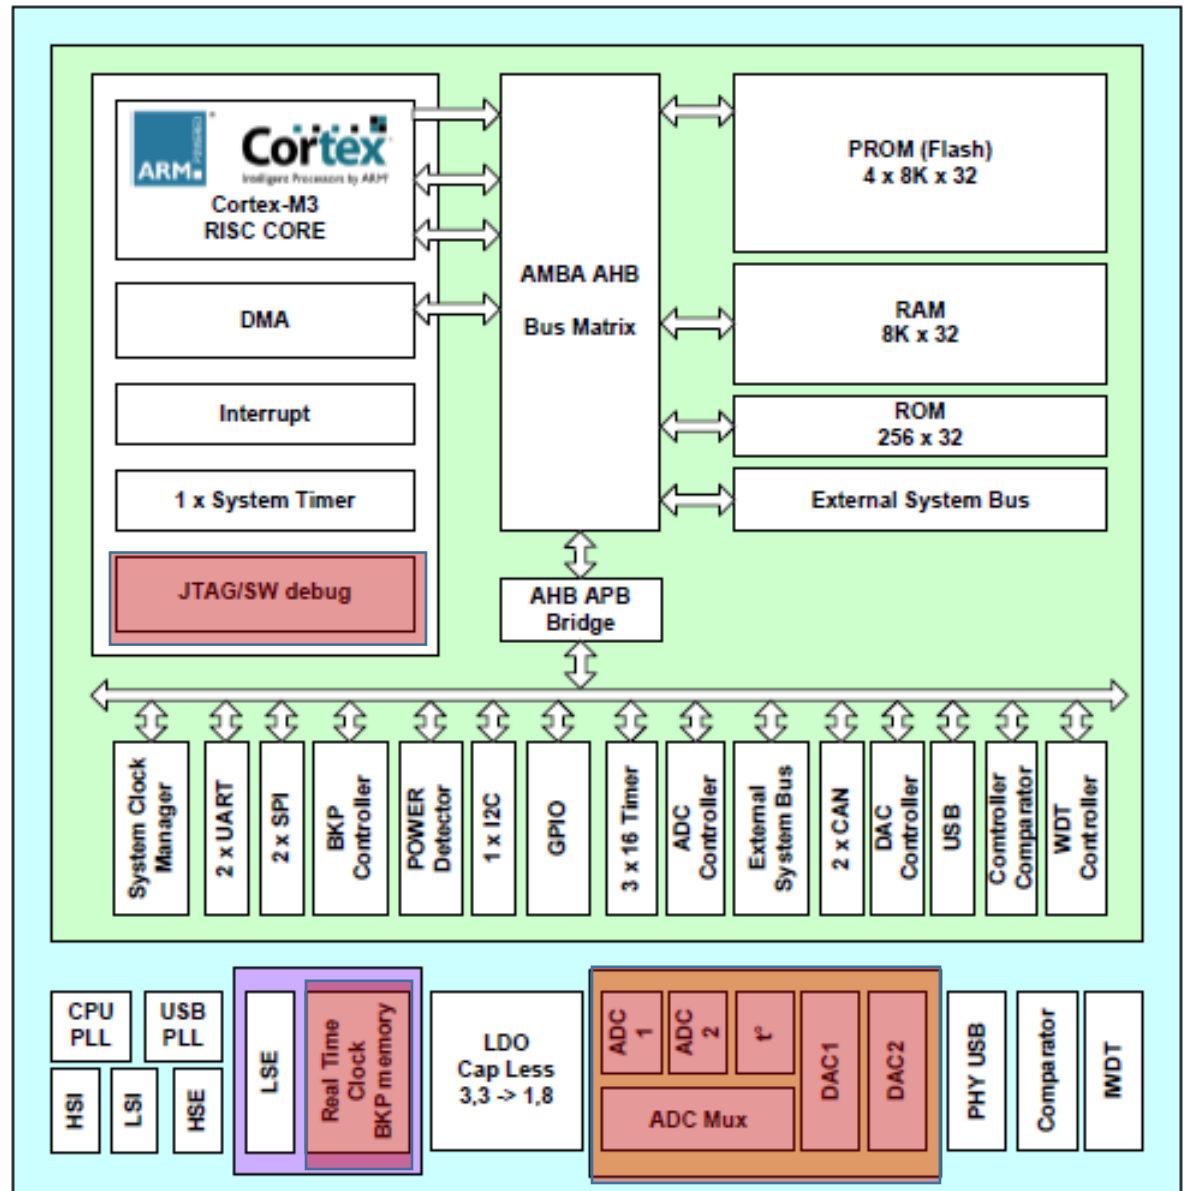 ARM
POWERED
Cortex
Intelligent Processors by ARM®
Cortex-M3
RISC CORE
DMA
Interrupt
1 x System Timer
JTAG/SW debug
AMBA AHB
Bus Matrix
AHB APB
Bridge
PROM (Flash)
4 x 8K x 32
RAM
8K x 32
ROM
256 x 32
External System Bus
System Clock
Manager
2 x UART
2 x SPI
BKP
Controller
POWER
Detector
1 x I2C
GPIO
3 x 16 Timer
ADC
Controller
External
System Bus
2 x CAN
DAC
Controller
USB
Comtroller
Comparator
WDT
Controller
CPU
PLL
USB
PLL
HSI
LSI
HSE
LSE
Real Time
Clock
BKP memory
LDO
Cap Less
3,3 -> 1,8
ADC
1
ADC
2
t°
ADC Mux
DAC1
DAC2
PHY USB
Comparator
IWDT